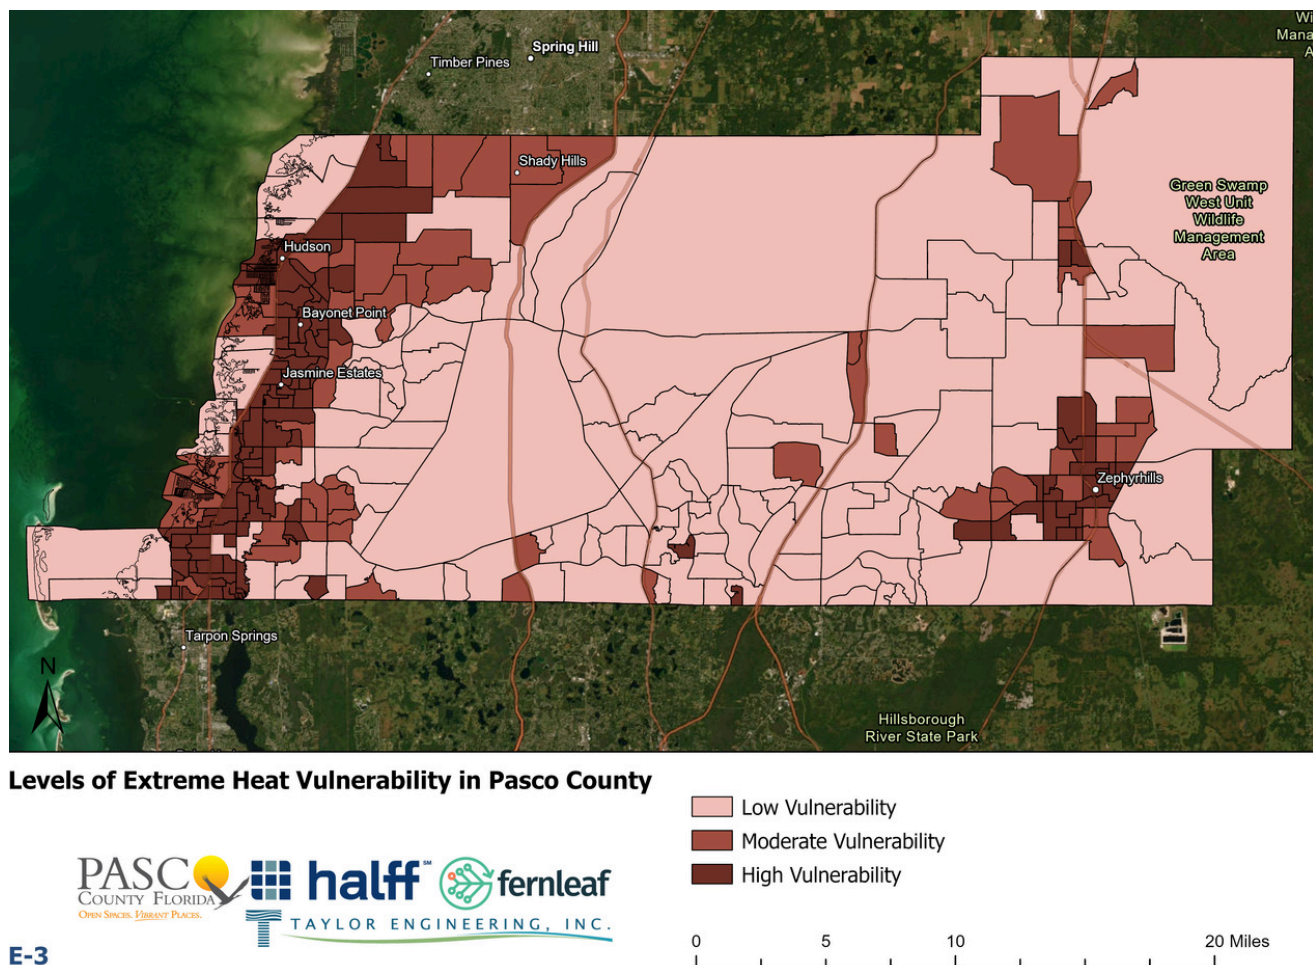 Wi
Mana
A
Spring Hill
Timber Pines
Shady Hills
Green Swamp
West Unit
Wildlife
Management
Area
Hudson
Bayonet Point
Jasmine Estates
Zephyrhills
Tarpon Springs
N
Hillsborough
River State Park
Levels of Extreme Heat Vulnerability in Pasco County
Low Vulnerability
Moderate Vulnerability
High Vulnerability
PASCO
COUNTY FLORIDA
OPEN SPACES. VIBRANT PLACES.
halff SM
fernleaf
TAYLOR ENGINEERING, INC.
E-3
0 5 10 20 Miles